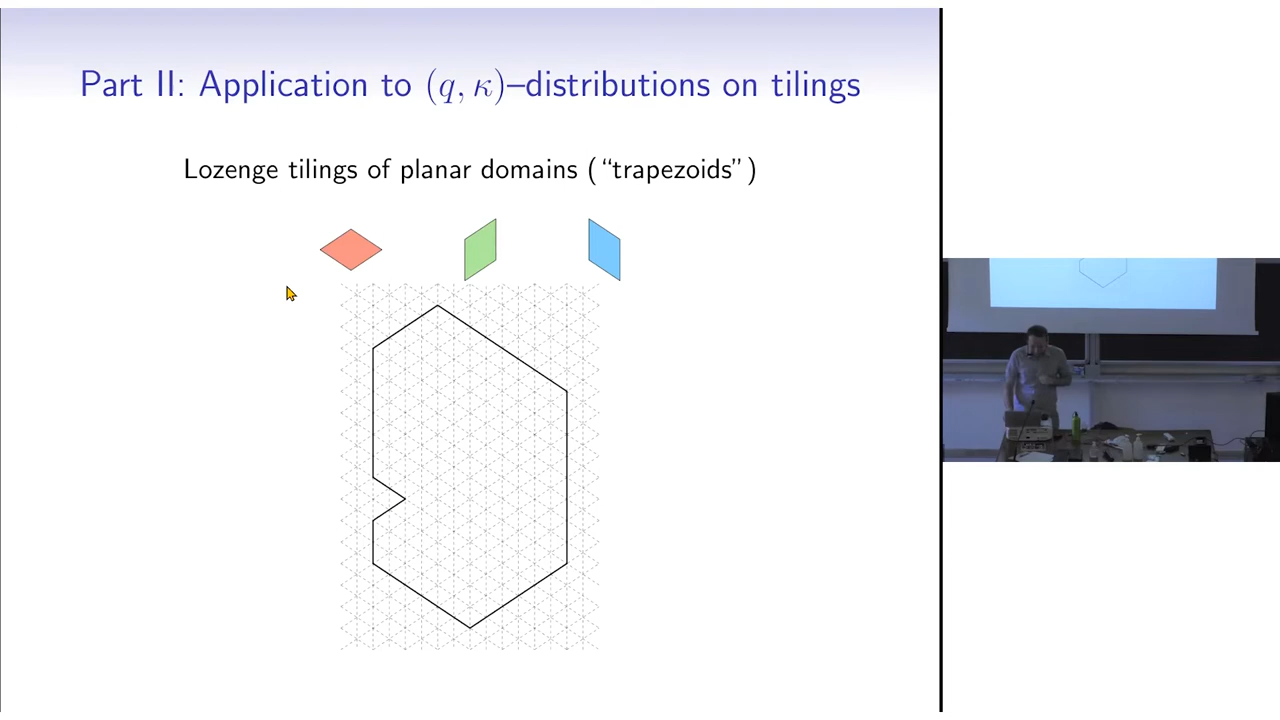 Part II: Application to (q, κ)–distributions on tilings
Lozenge tilings of planar domains (“trapezoids”)